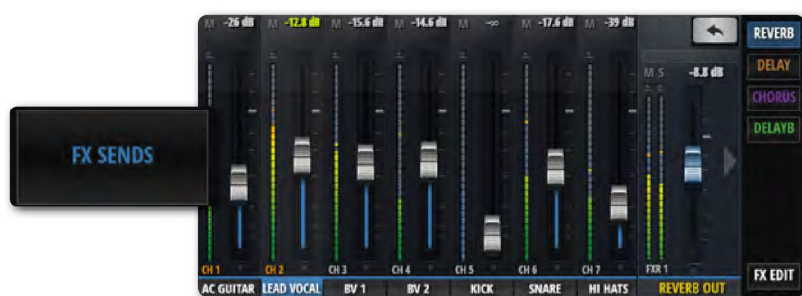 FX SENDS
M -26 dB
M -12.8 dB
M -15.6 dB
M -14.6 dB
M -∞
M -17.6 dB
M -39 dB
M S -8.8 dB
CH 1
CH 2
CH 3
CH 4
CH 5
CH 6
CH 7
FXR 1
AC GUITAR
LEAD VOCAL
BV 1
BV 2
KICK
SNARE
HI HATS
REVERB OUT
REVERB
DELAY
CHORUS
DELAYB
FX EDIT